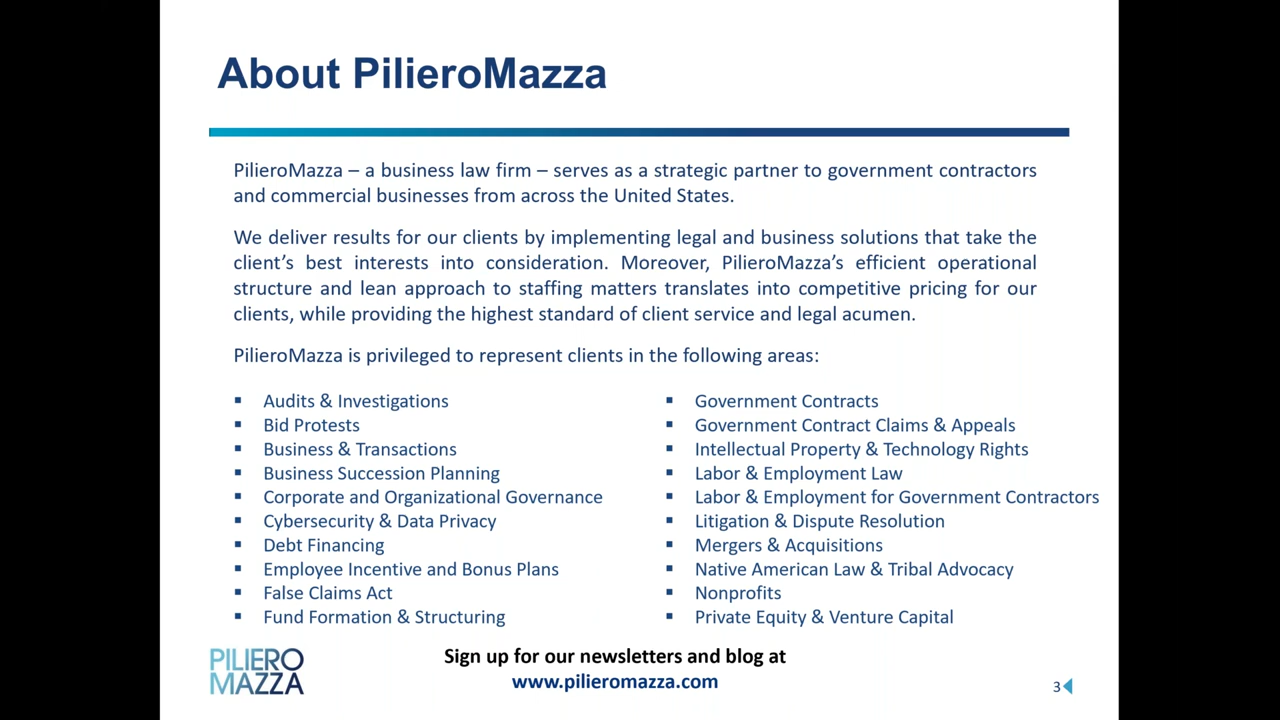 About PilieroMazza
PilieroMazza – a business law firm – serves as a strategic partner to government contractors
and commercial businesses from across the United States.
We deliver results for our clients by implementing legal and business solutions that take the
client’s best interests into consideration. Moreover, PilieroMazza’s efficient operational
structure and lean approach to staffing matters translates into competitive pricing for our
clients, while providing the highest standard of client service and legal acumen.
PilieroMazza is privileged to represent clients in the following areas:
▪ Audits & Investigations
▪ Bid Protests
▪ Business & Transactions
▪ Business Succession Planning
▪ Corporate and Organizational Governance
▪ Cybersecurity & Data Privacy
▪ Debt Financing
▪ Employee Incentive and Bonus Plans
▪ False Claims Act
▪ Fund Formation & Structuring
▪ Government Contracts
▪ Government Contract Claims & Appeals
▪ Intellectual Property & Technology Rights
▪ Labor & Employment Law
▪ Labor & Employment for Government Contractors
▪ Litigation & Dispute Resolution
▪ Mergers & Acquisitions
▪ Native American Law & Tribal Advocacy
▪ Nonprofits
▪ Private Equity & Venture Capital
PILIERO
MAZZA
Sign up for our newsletters and blog at
www.pilieromazza.com
3